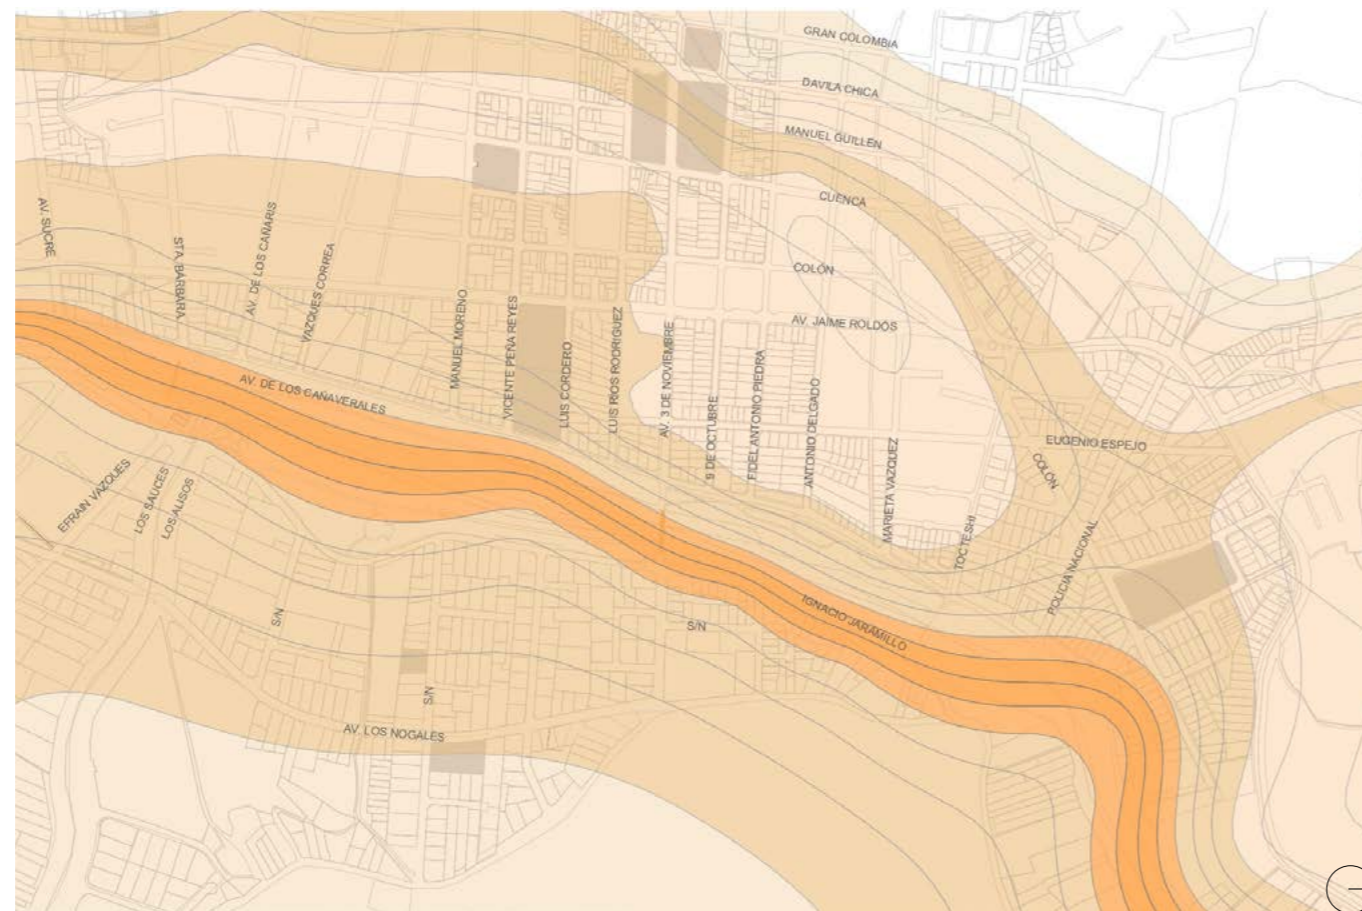 GRAN COLOMBIA
DAVILA CHICA
MANUEL GUILLEN
CUENCA
AV. SUCRE
STA. BARBARA
AV. DE LOS CAÑARIS
VAZQUES CORREA
COLÓN
AV. JAIME ROLDÓS
MANUEL MORENO
VICENTE PEÑA REYES
LUIS CORDERO
LUIS RIOS RODRIGUEZ
AV. 3 DE NOVIEMBRE
9 DE OCTUBRE
FIDEL ANTONIO PIEDRA
ANTONIO DELGADO
MARIETA VAZQUEZ
AV. DE LOS CAÑAVERALES
EUGENIO ESPEJO
COLÓN
EFRAIN VAZQUES
LOS SAUCES
LOS ALISOS
TOCTESHI
POLICIA NACIONAL
IGNACIO JARAMILLO
S/N
S/N
S/N
AV. LOS NOGALES